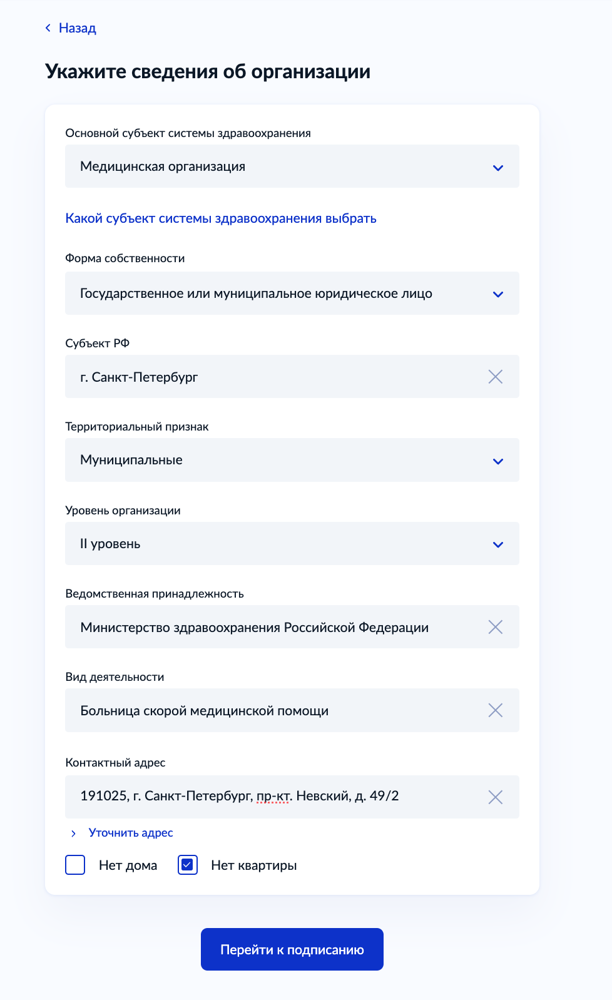 Назад
Укажите сведения об организации
Основной субъект системы здравоохранения
Медицинская организация
Какой субъект системы здравоохранения выбрать
Форма собственности
Государственное или муниципальное юридическое лицо
Субъект РФ
г. Санкт-Петербург
Территориальный признак
Муниципальные
Уровень организации
II уровень
Ведомственная принадлежность
Министерство здравоохранения Российской Федерации
Вид деятельности
Больница скорой медицинской помощи
Контактный адрес
191025, г. Санкт-Петербург, пр-кт. Невский, д. 49/2
Уточнить адрес
Нет дома Нет квартиры
Перейти к подписанию